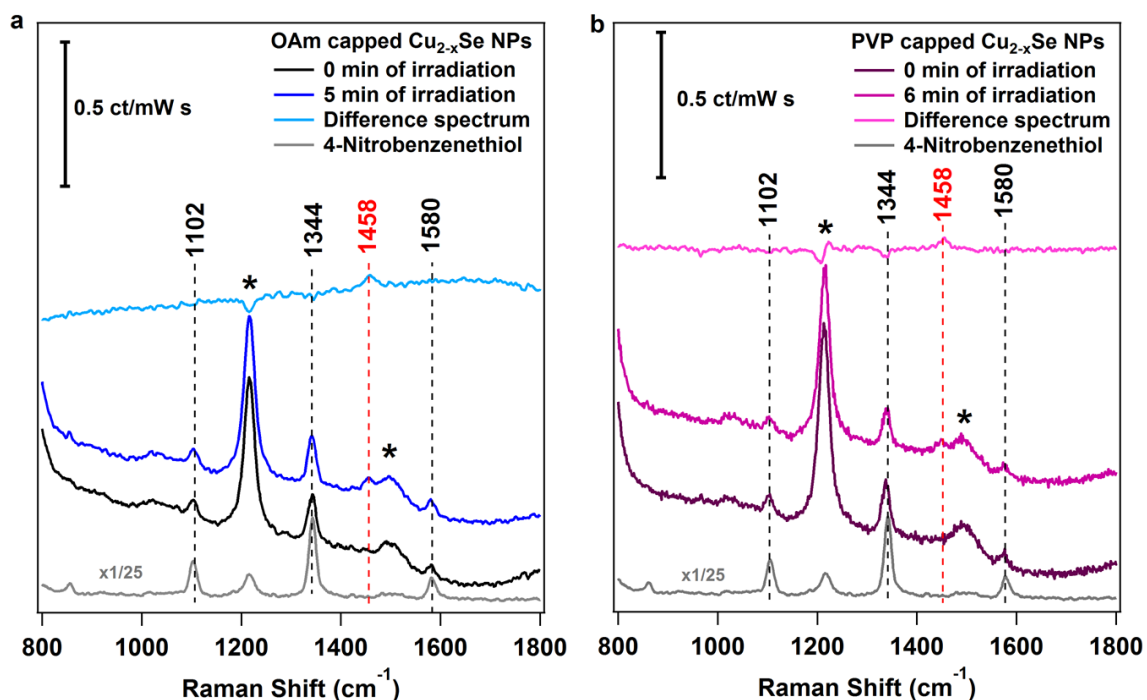 a
OAm capped Cu2-xSe NPs
0 min of irradiation
5 min of irradiation
Difference spectrum
4-Nitrobenzenethiol
0.5 ct/mW s
1102
1344
1458
1580
*
*
x1/25
800
1000
1200
1400
1600
1800
Raman Shift (cm-1)
b
PVP capped Cu2-xSe NPs
0 min of irradiation
6 min of irradiation
Difference spectrum
4-Nitrobenzenethiol
0.5 ct/mW s
1102
1344
1458
1580
*
*
x1/25
800
1000
1200
1400
1600
1800
Raman Shift (cm-1)